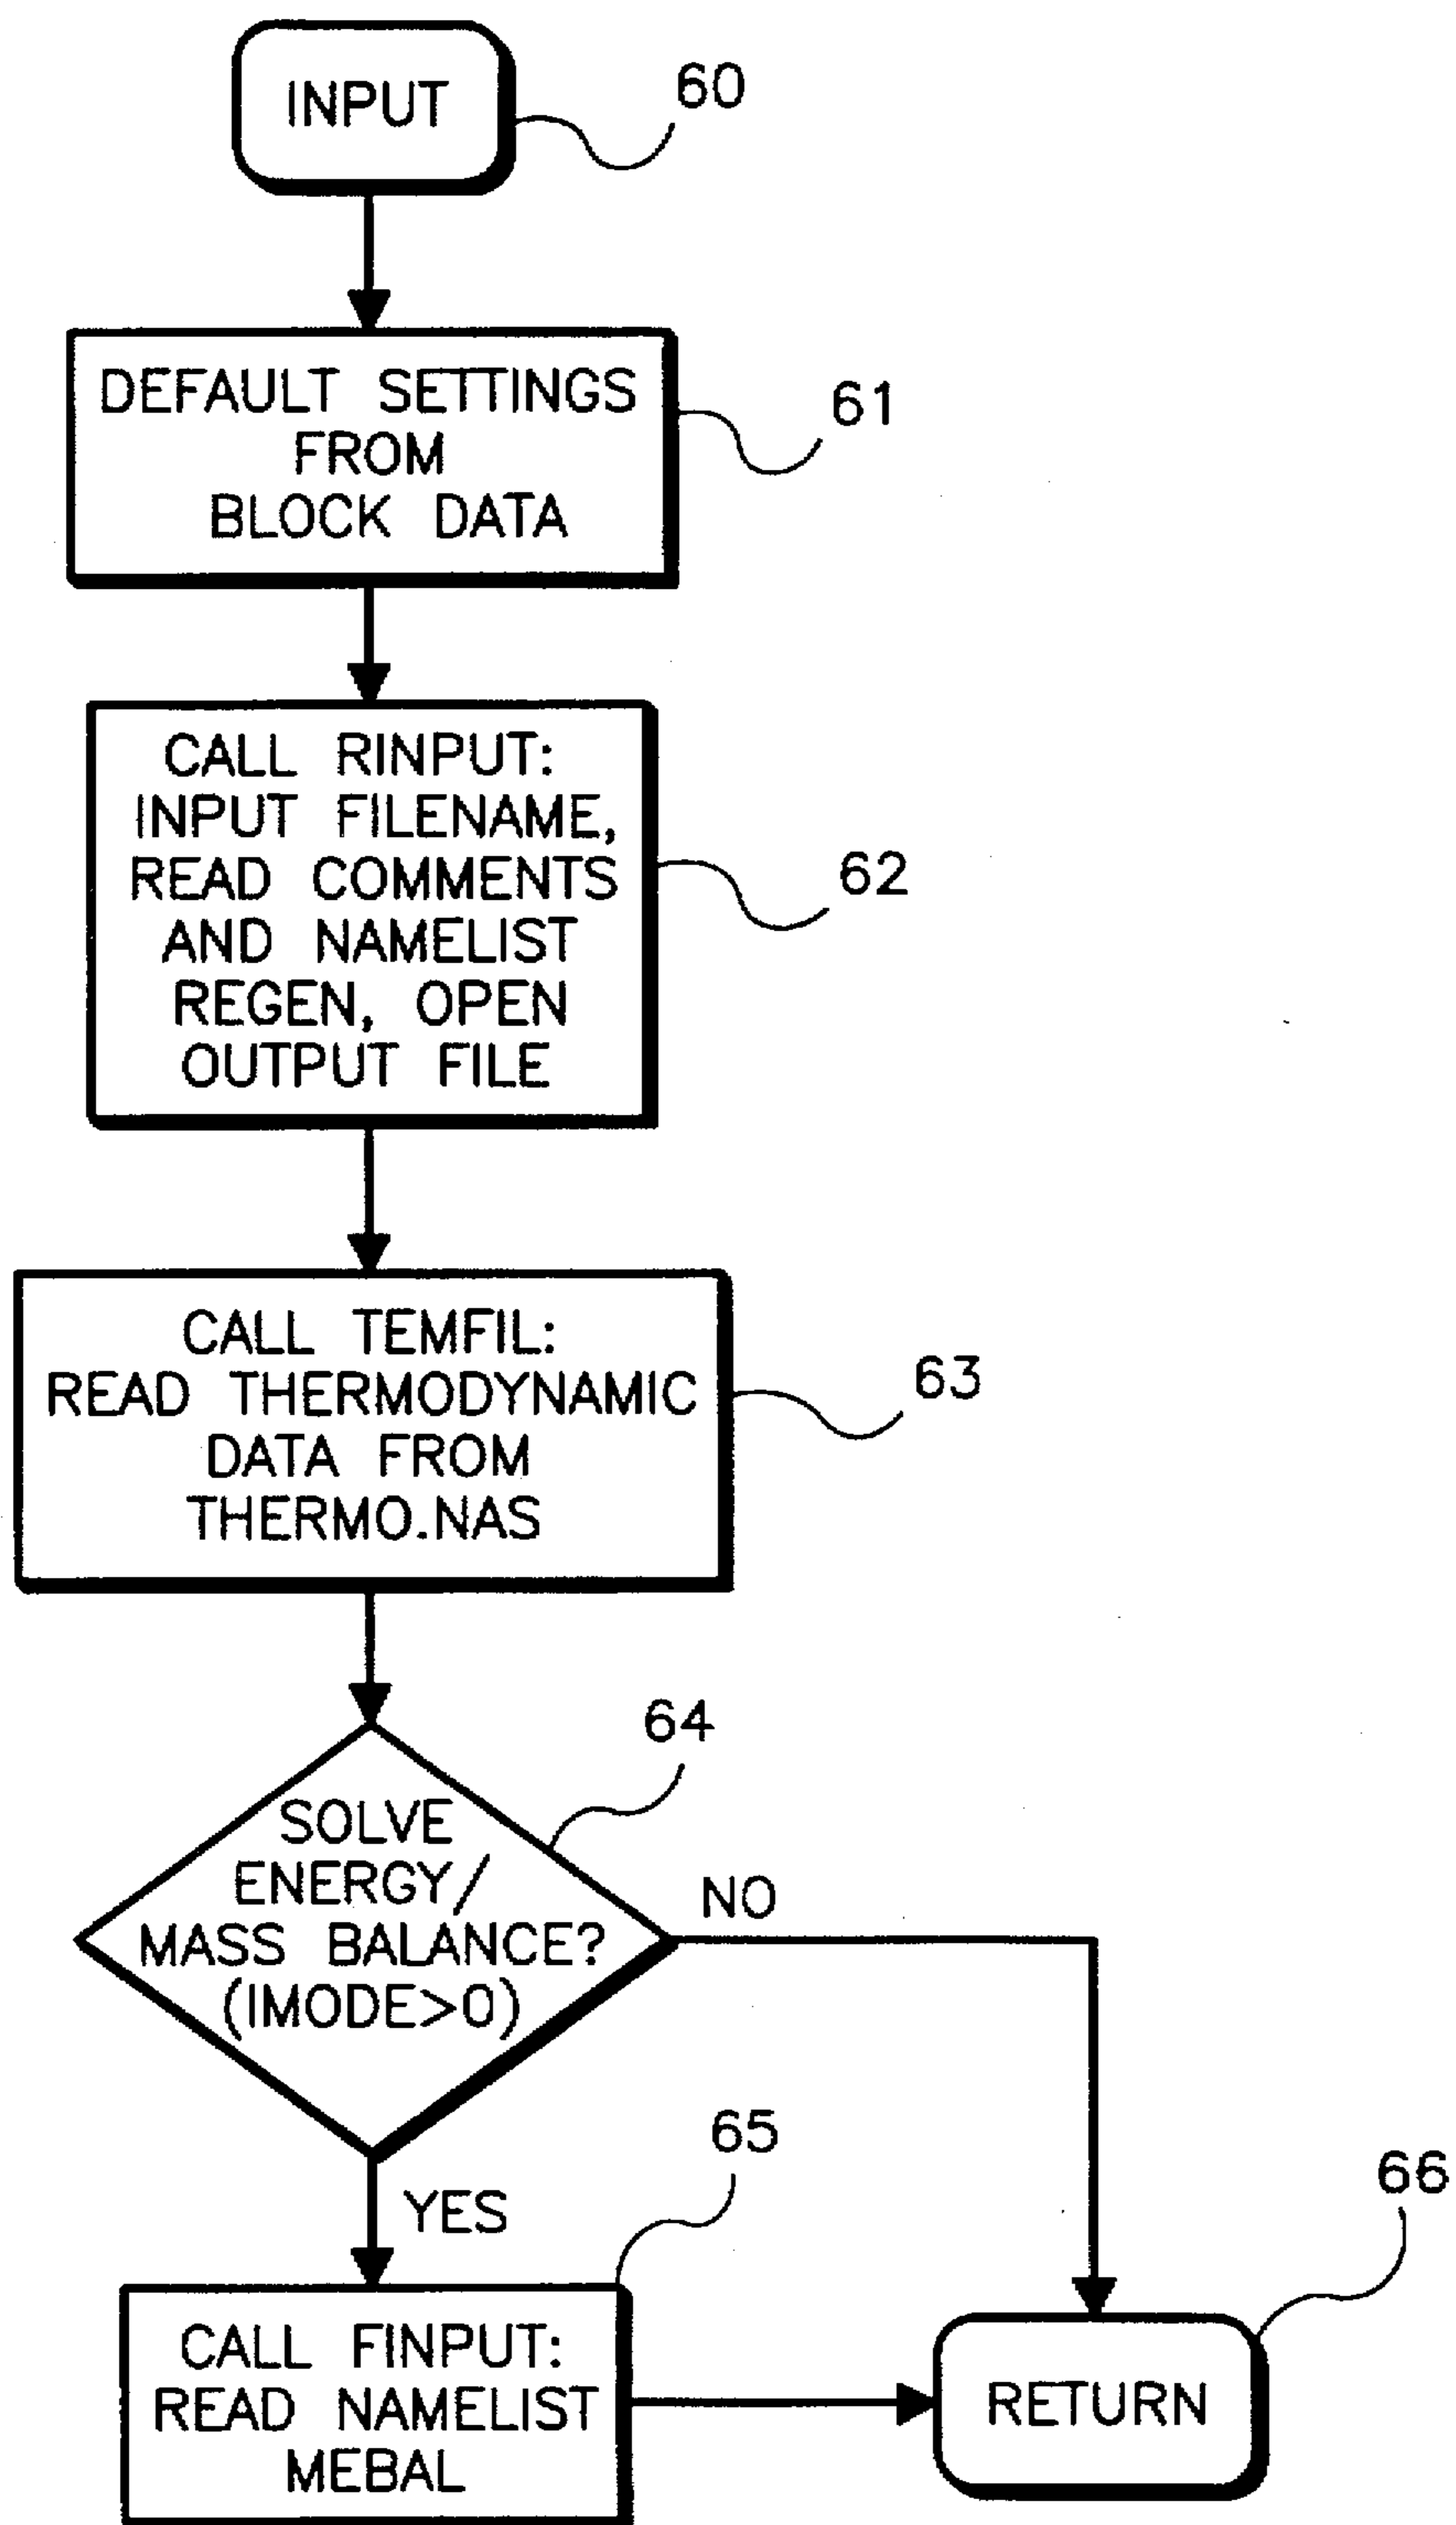 INPUT
60
DEFAULT SETTINGS
FROM
BLOCK DATA
61
CALL RINPUT:
INPUT FILENAME,
READ COMMENTS
AND NAMELIST
REGEN, OPEN
OUTPUT FILE
62
CALL TEMFIL:
READ THERMODYNAMIC
DATA FROM
THERMO.NAS
63
SOLVE
ENERGY/
MASS BALANCE?
(IMODE>0)
64
NO
YES
CALL FINPUT:
READ NAMELIST
MEBAL
65
RETURN
66